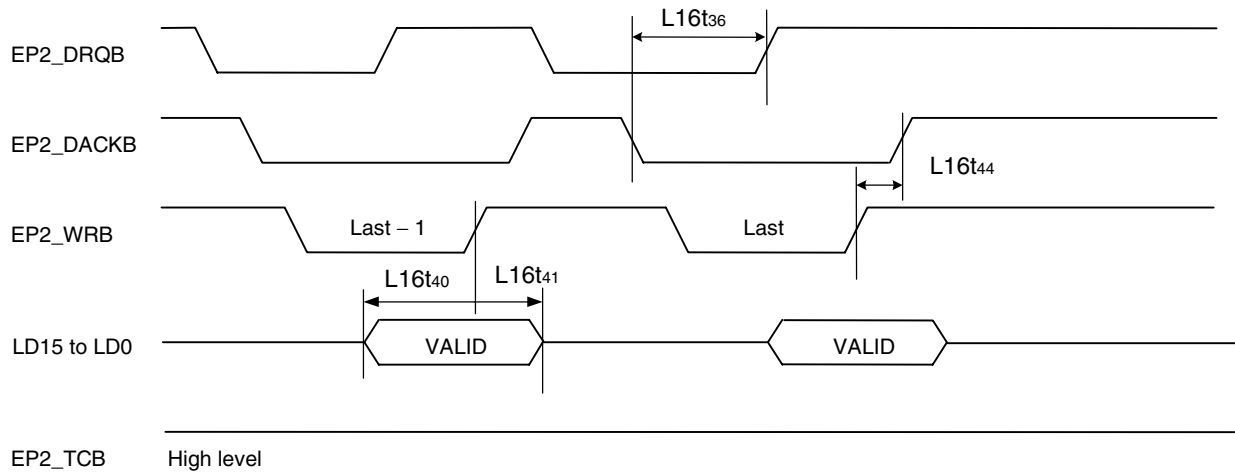 L16t36
EP2_DRQB
EP2_DACKB
L16t44
EP2_WRB
Last – 1
Last
L16t40
L16t41
LD15 to LD0
VALID
VALID
EP2_TCB
High level